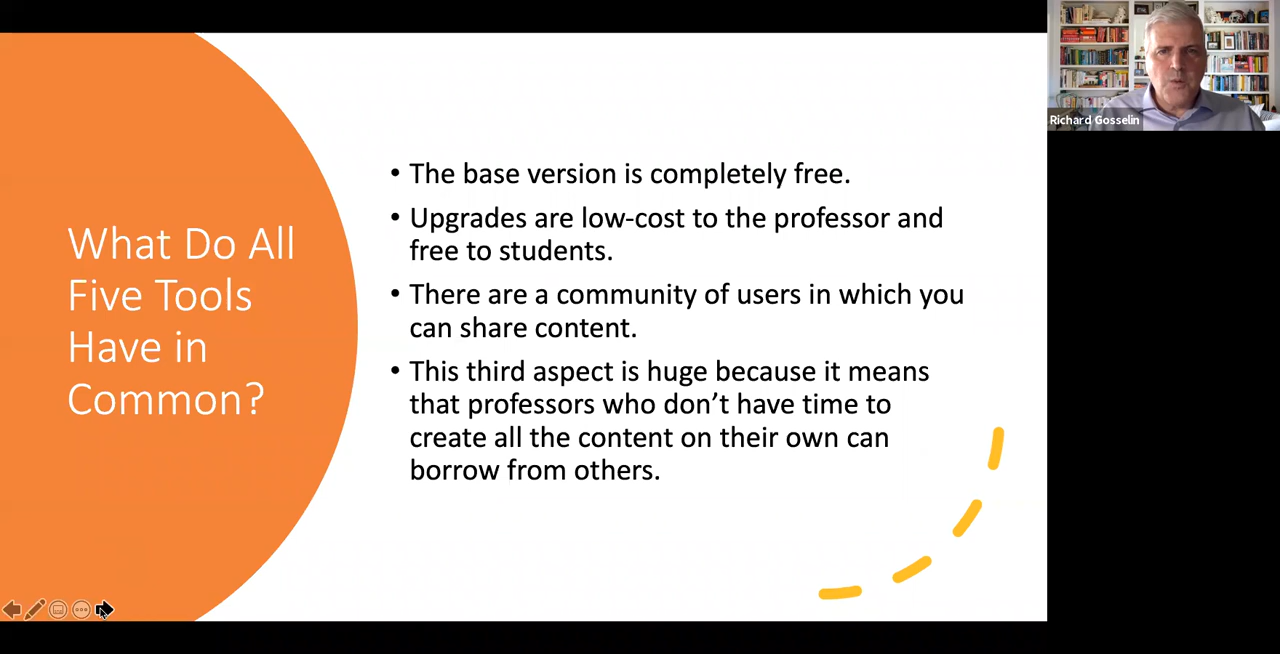 What Do All
Five Tools
Have in
Common?
• The base version is completely free.
• Upgrades are low-cost to the professor and
free to students.
• There are a community of users in which you
can share content.
• This third aspect is huge because it means
that professors who don’t have time to
create all the content on their own can
borrow from others.
Richard Gosselin